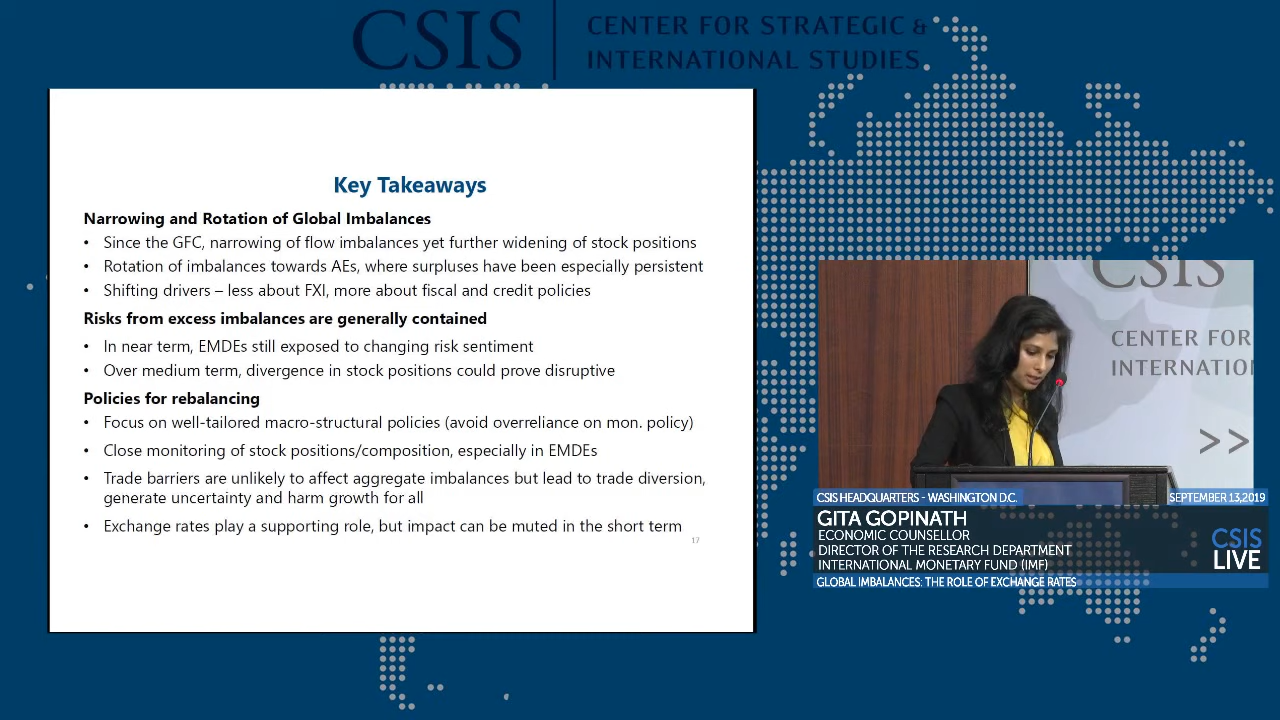 CSIS
CENTER FOR STRATEGIC &
INTERNATIONAL STUDIES
Key Takeaways
Narrowing and Rotation of Global Imbalances
• Since the GFC, narrowing of flow imbalances yet further widening of stock positions
• Rotation of imbalances towards AEs, where surpluses have been especially persistent
• Shifting drivers – less about FXI, more about fiscal and credit policies
Risks from excess imbalances are generally contained
• In near term, EMDEs still exposed to changing risk sentiment
• Over medium term, divergence in stock positions could prove disruptive
Policies for rebalancing
• Focus on well-tailored macro-structural policies (avoid overreliance on mon. policy)
• Close monitoring of stock positions/composition, especially in EMDEs
• Trade barriers are unlikely to affect aggregate imbalances but lead to trade diversion,
generate uncertainty and harm growth for all
• Exchange rates play a supporting role, but impact can be muted in the short term
17
CSIS
CENTER FOR
INTERNATION
>>
CSIS HEADQUARTERS - WASHINGTON D.C.
SEPTEMBER 13,2019
GITA GOPINATH
ECONOMIC COUNSELLOR
DIRECTOR OF THE RESEARCH DEPARTMENT
INTERNATIONAL MONETARY FUND (IMF)
CSIS
LIVE
GLOBAL IMBALANCES: THE ROLE OF EXCHANGE RATES